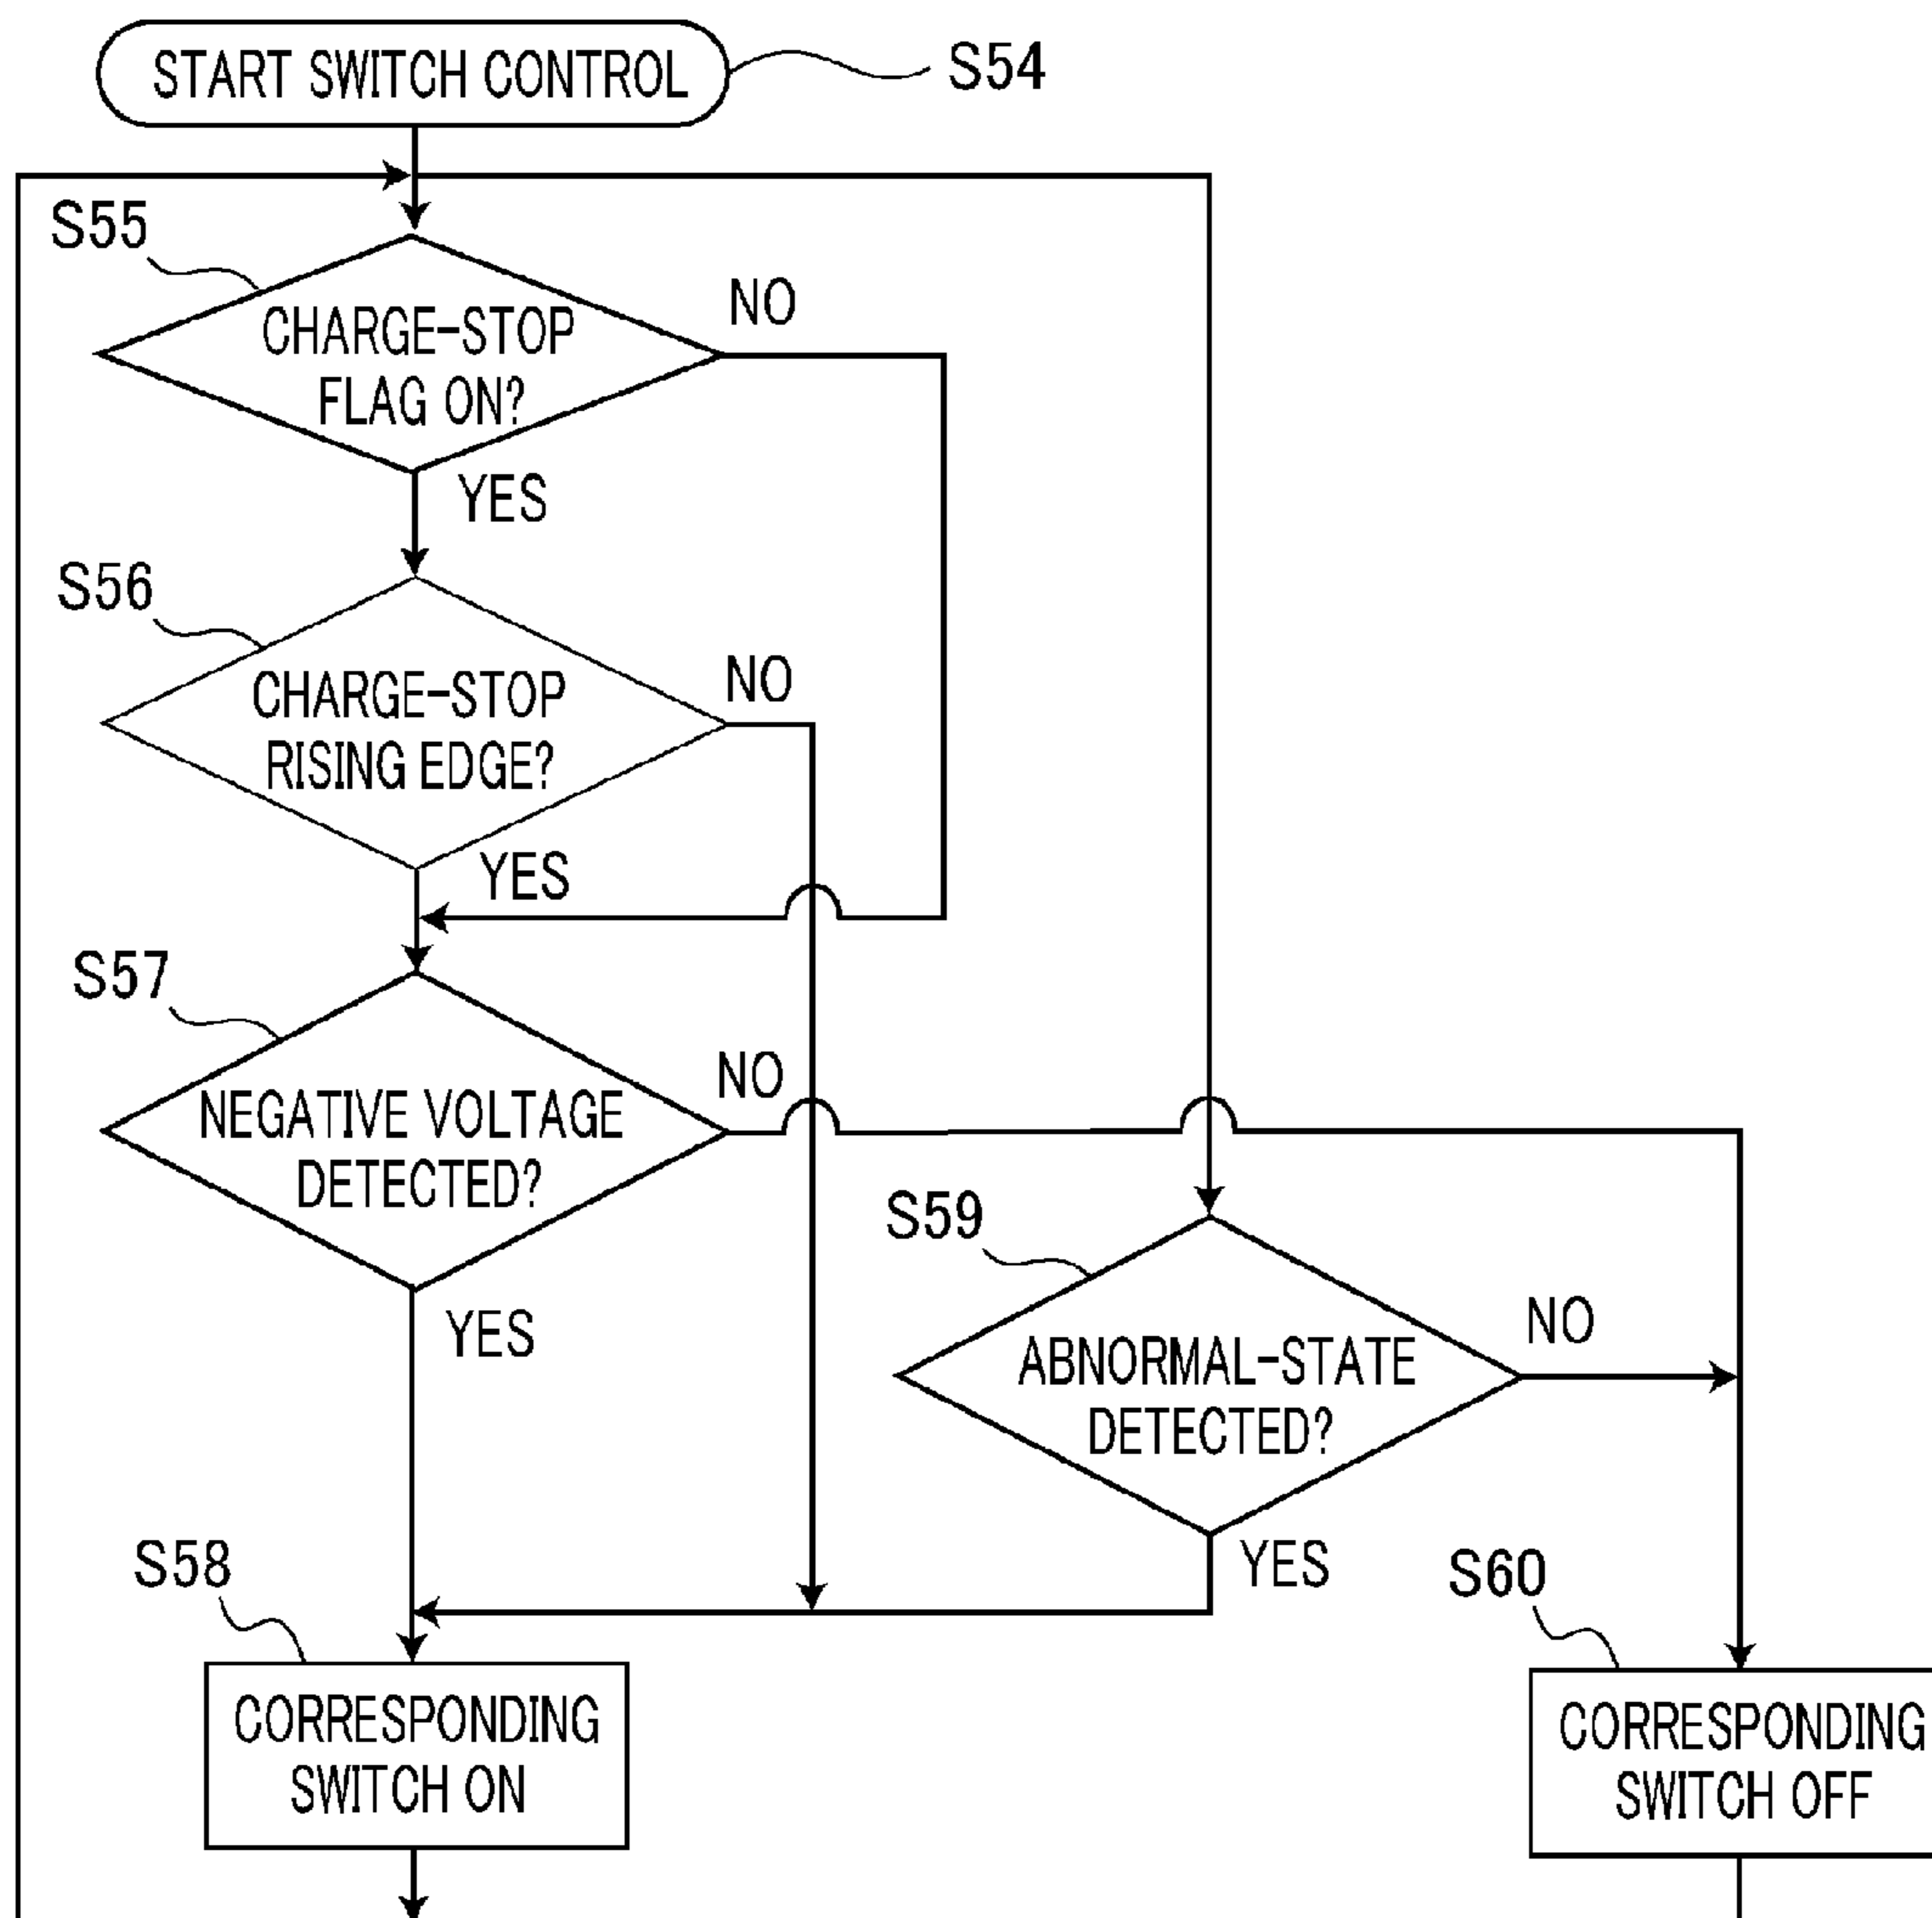 START SWITCH CONTROL
S54
S55
CHARGE-STOP
FLAG ON?
NO
YES
S56
CHARGE-STOP
RISING EDGE?
NO
YES
S57
NEGATIVE VOLTAGE
DETECTED?
NO
YES
S59
ABNORMAL-STATE
DETECTED?
NO
YES
S58
CORRESPONDING
SWITCH ON
S60
CORRESPONDING
SWITCH OFF